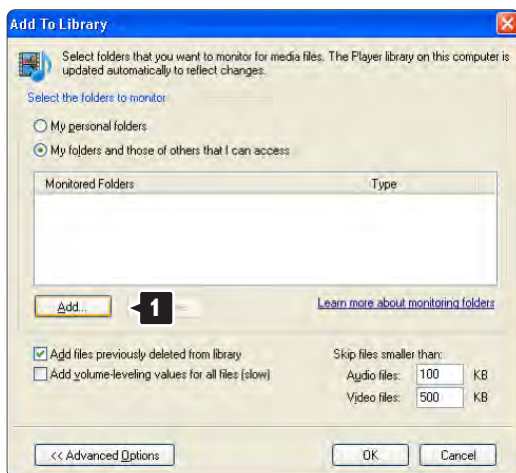 Add To Library
Select folders that you want to monitor for media files. The Player library on this computer is
updated automatically to reflect changes.
Select the folders to monitor
My personal folders
My folders and those of others that I can access
Monitored Folders Type
Add... 1
Learn more about monitoring folders
Add files previously deleted from library
Add volume-leveling values for all files (slow)
Skip files smaller than:
Audio files: 100 KB
Video files: 500 KB
<< Advanced Options OK Cancel